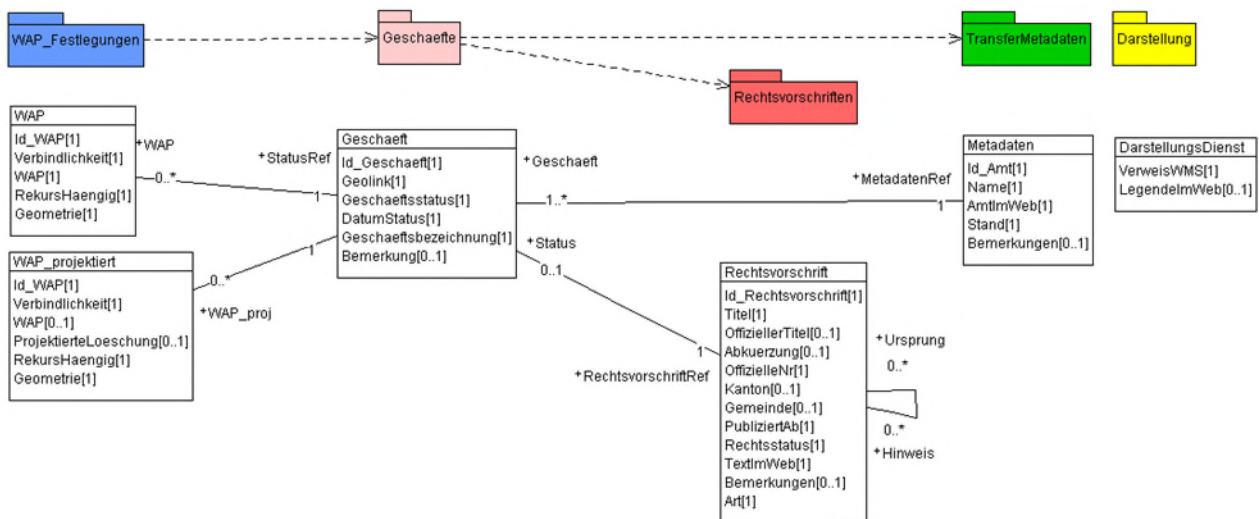 WAP_Festlegungen
Geschaefte
TransferMetadaten
Darstellung
Rechtsvorschriften
WAP
Id_WAP[1]
Verbindlichkeit[1]
WAP[1]
RekursHaengig[1]
Geometrie[1]
+WAP
0..*
+StatusRef
1
Geschaeft
Id_Geschaeft[1]
Geolink[1]
Geschaeftsstatus[1]
DatumStatus[1]
Geschaeftsbezeichnung[1]
Bemerkung[0..1]
+Geschaeft
1..*
+MetadatenRef
1
Metadaten
Id_Amt[1]
Name[1]
AmtImWeb[1]
Stand[1]
Bemerkungen[0..1]
DarstellungsDienst
VerweisWMS[1]
LegendeImWeb[0..1]
WAP_projektiert
Id_WAP[1]
Verbindlichkeit[1]
WAP[0..1]
ProjektierteLoeschung[0..1]
RekursHaengig[1]
Geometrie[1]
0..*
+WAP_proj
1
+Status
0..1
1
+RechtsvorschriftRef
Rechtsvorschrift
Id_Rechtsvorschrift[1]
Titel[1]
OffiziellerTitel[0..1]
Abkuerzung[0..1]
OffizielleNr[1]
Kanton[0..1]
Gemeinde[0..1]
PubliziertAb[1]
Rechtsstatus[1]
TextImWeb[1]
Bemerkungen[0..1]
Art[1]
+Ursprung
0..*
0..*
+Hinweis